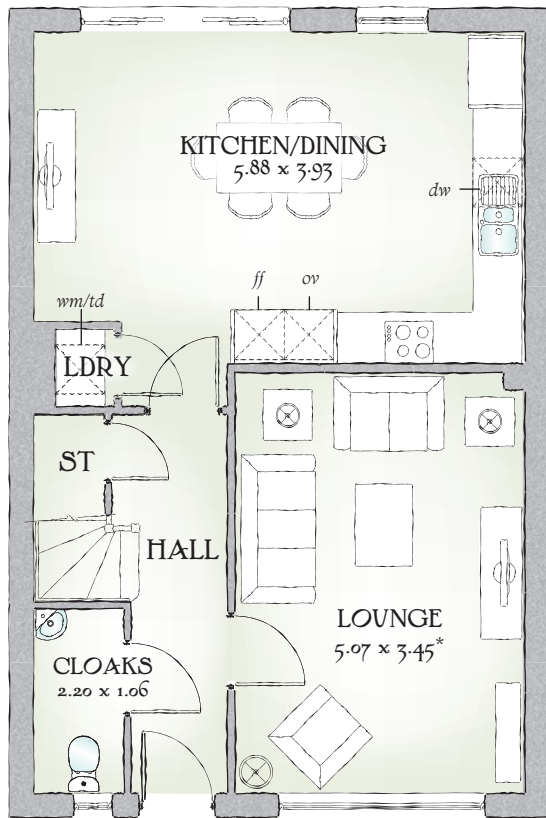 KITCHEN/DINING
5.88 x 3.93
dw
ff
ov
wm/td
LDRY
ST
HALL
LOUNGE
5.07 x 3.45*
CLOAKS
2.20 x 1.06